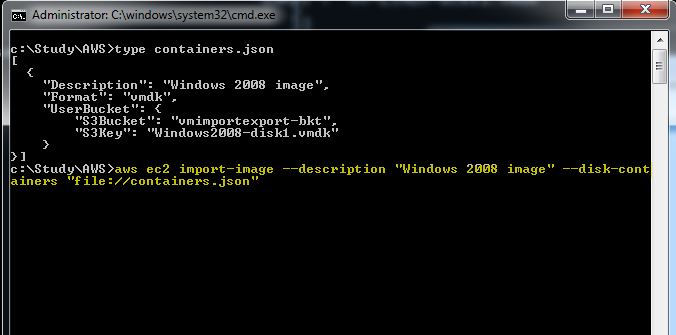 Administrator: C:\windows\system32\cmd.exe
c:\Study\AWS>type containers.json
[
  {
    "Description": "Windows 2008 image",
    "Format": "vmdk",
    "UserBucket": {
        "S3Bucket": "vmimportexport-bkt",
        "S3Key": "Windows2008-disk1.vmdk"
    }
}]
c:\Study\AWS>aws ec2 import-image --description "Windows 2008 image" --disk-cont
ainers "file://containers.json"